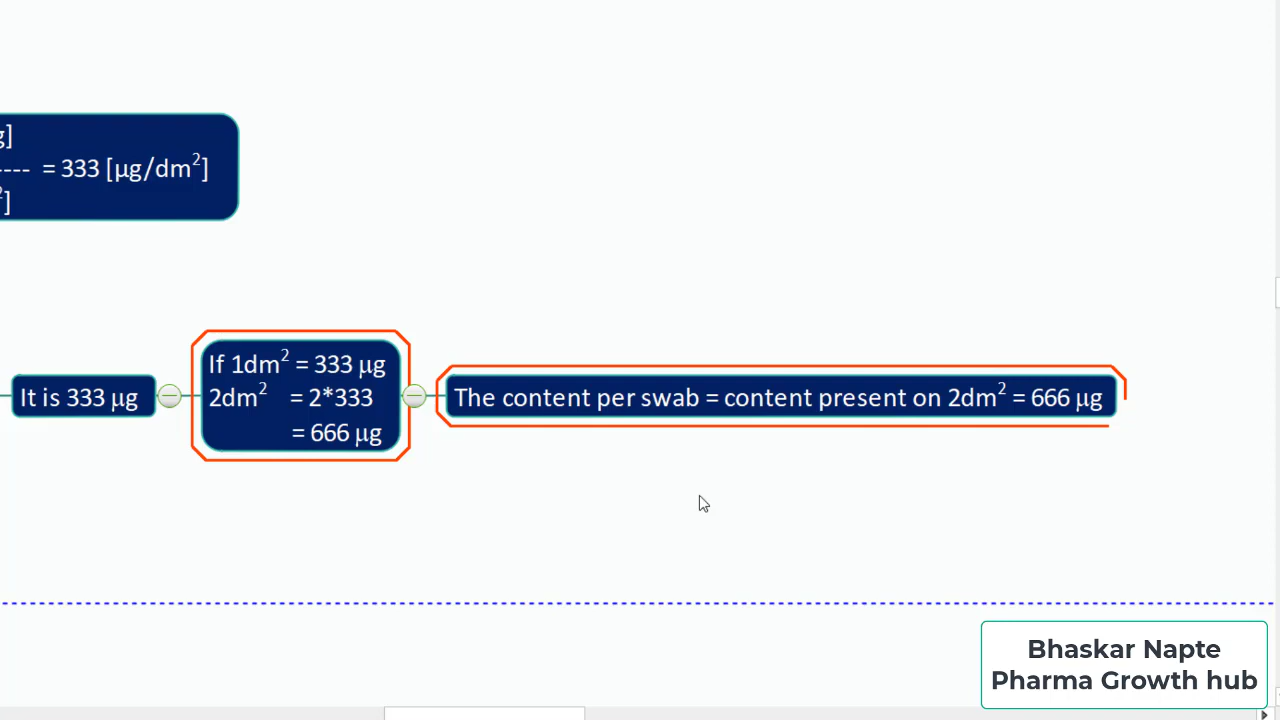 g]
---- = 333 [µg/dm²]
²]
It is 333 µg
If 1dm² = 333 µg
2dm² = 2*333
= 666 µg
The content per swab = content present on 2dm² = 666 µg
Bhaskar Napte
Pharma Growth hub